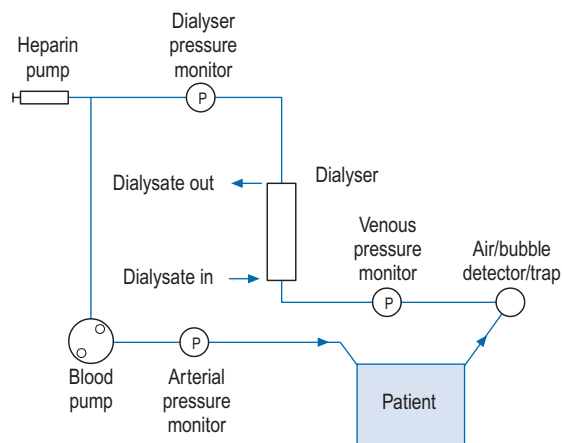 Dialyser
pressure
monitor
Heparin
pump
P
Dialysate out
Dialyser
Dialysate in
Venous
pressure
monitor
Air/bubble
detector/trap
P
P
Blood
pump
Arterial
pressure
monitor
Patient